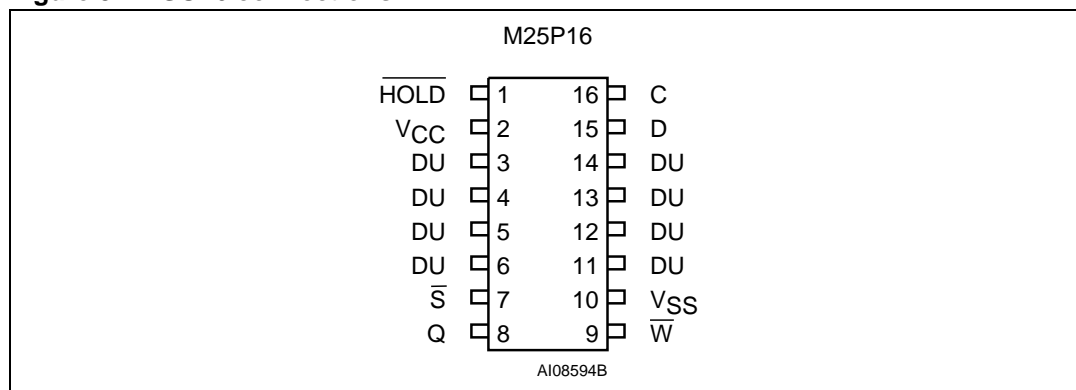 M25P16
HOLD 1 16 C
VCC 2 15 D
DU 3 14 DU
DU 4 13 DU
DU 5 12 DU
DU 6 11 DU
S 7 10 VSS
Q 8 9 W
AI08594B